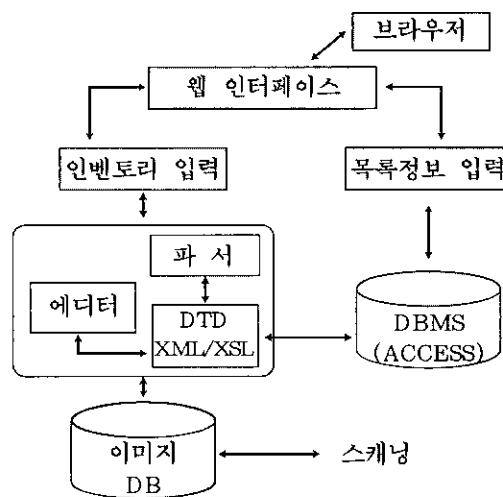 브라우저
웹 인터페이스
인벤토리 입력
목록정보 입력
파 서
에디터
DTD
XML/XSL
DBMS
(ACCESS)
이미지
DB
스캐닝